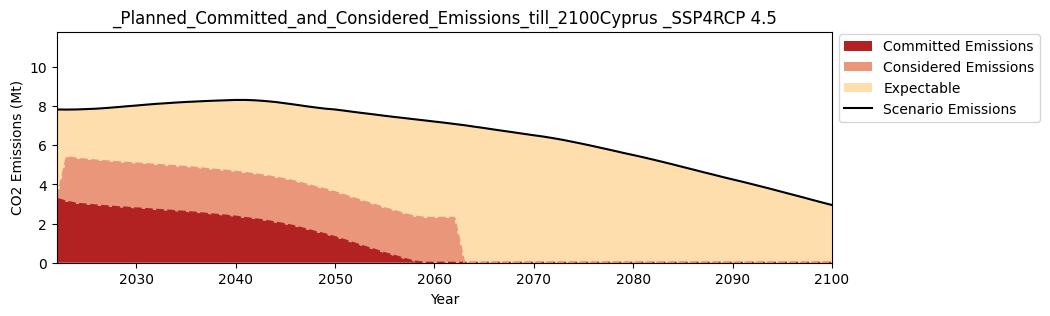 _Planned_Committed_and_Considered_Emissions_till_2100Cyprus _SSP4RCP 4.5
CO2 Emissions (Mt)
10
8
6
4
2
0
2030 2040 2050 2060 2070 2080 2090 2100
Year
Committed Emissions
Considered Emissions
Expectable
Scenario Emissions